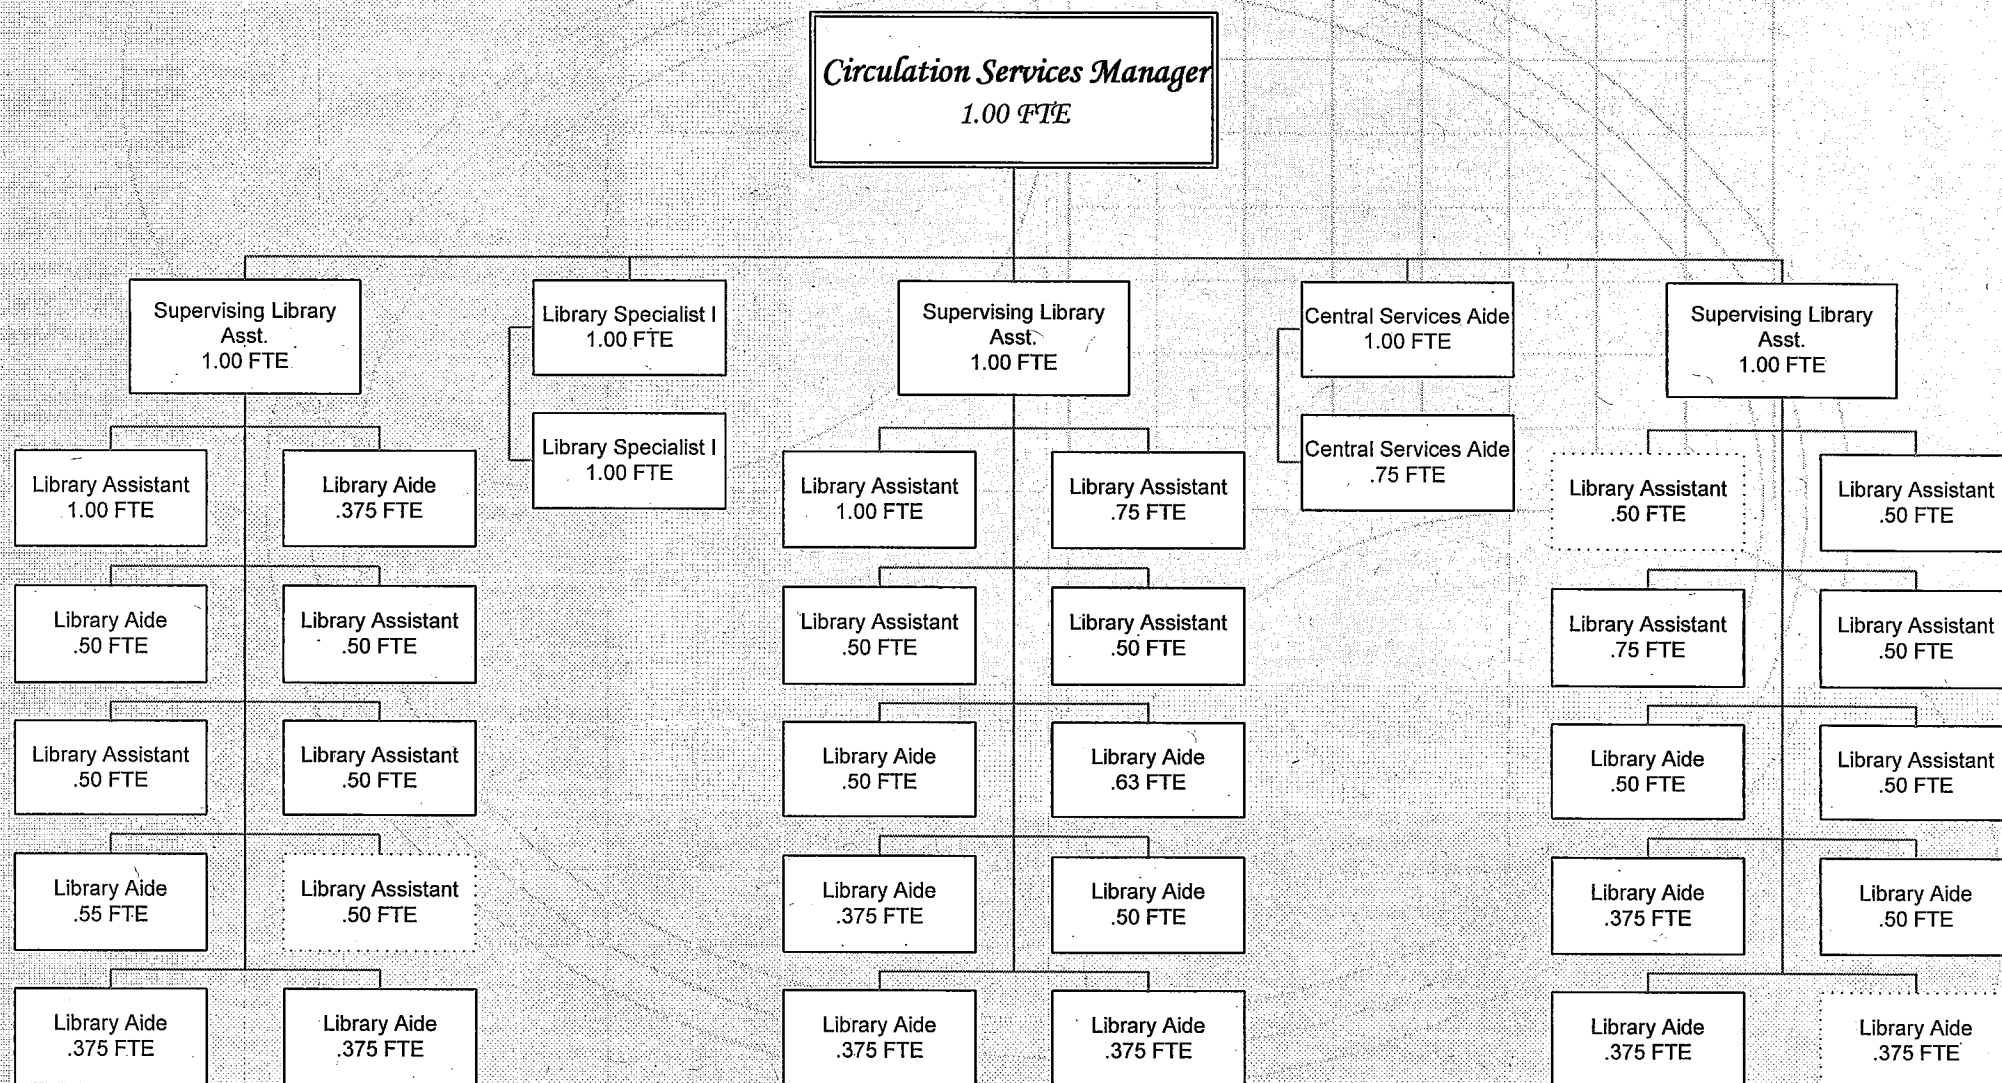 Circulation Services Manager
1.00 FTE
Supervising Library
Asst.
1.00 FTE
Library Specialist I
1.00 FTE
Supervising Library
Asst.
1.00 FTE
Central Services Aide
1.00 FTE
Supervising Library
Asst.
1.00 FTE
Library Specialist I
1.00 FTE
Central Services Aide
.75 FTE
Library Assistant
1.00 FTE
Library Aide
.375 FTE
Library Assistant
1.00 FTE
Library Assistant
.75 FTE
Library Assistant
.50 FTE
Library Assistant
.50 FTE
Library Aide
.50 FTE
Library Assistant
.50 FTE
Library Assistant
.50 FTE
Library Assistant
.50 FTE
Library Assistant
.75 FTE
Library Assistant
.50 FTE
Library Assistant
.50 FTE
Library Assistant
.50 FTE
Library Aide
.50 FTE
Library Aide
.63 FTE
Library Aide
.50 FTE
Library Assistant
.50 FTE
Library Aide
.55 FTE
Library Assistant
.50 FTE
Library Aide
.375 FTE
Library Aide
.50 FTE
Library Aide
.375 FTE
Library Aide
.50 FTE
Library Aide
.375 FTE
Library Aide
.375 FTE
Library Aide
.375 FTE
Library Aide
.375 FTE
Library Aide
.375 FTE
Library Aide
.375 FTE